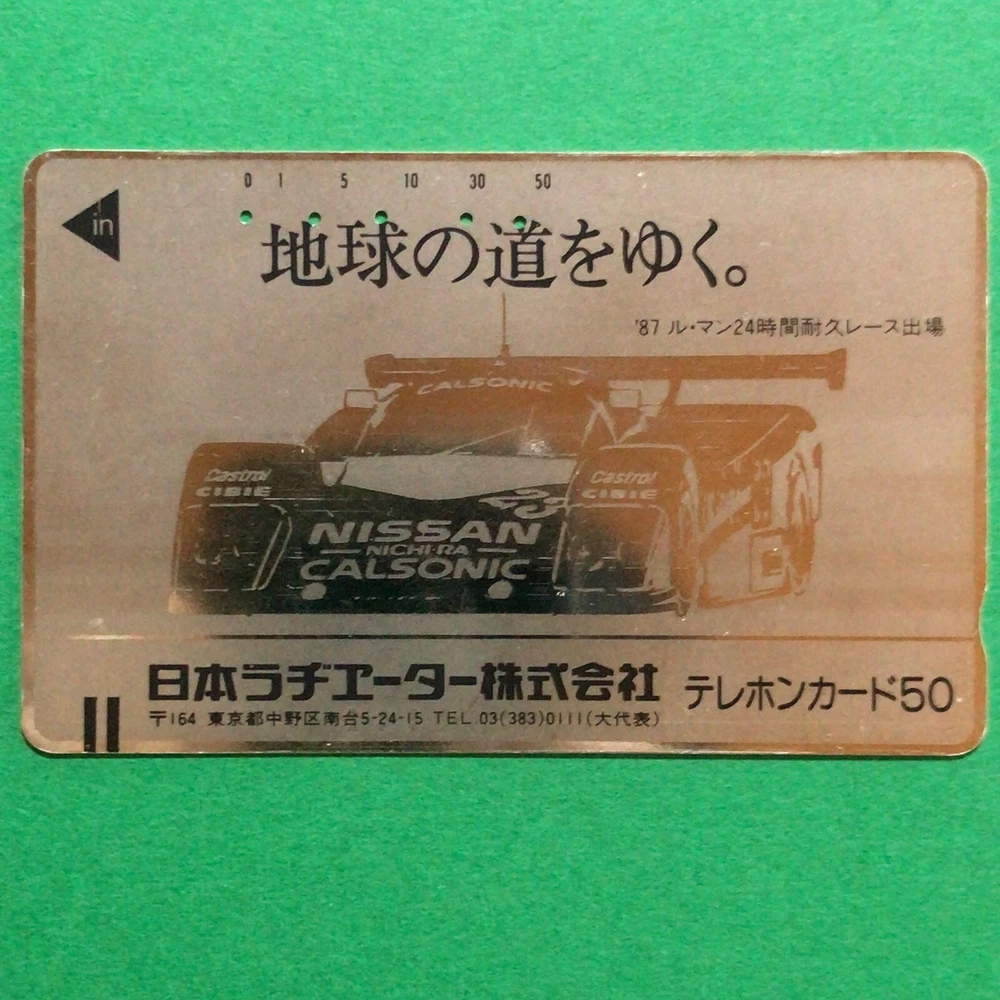 0 1 5 10 30 50
in
地球の道をゆく。
'87 ル・マン24時間耐久レース出場
CALSONIC
Castrol
CIBIE
Castrol
CIBIE
NISSAN
NICHI-RA
CALSONIC
日本ラヂヱーター株式会社
テレホンカード50
〒164 東京都中野区南台5-24-15 TEL.03(383)0111(大代表)